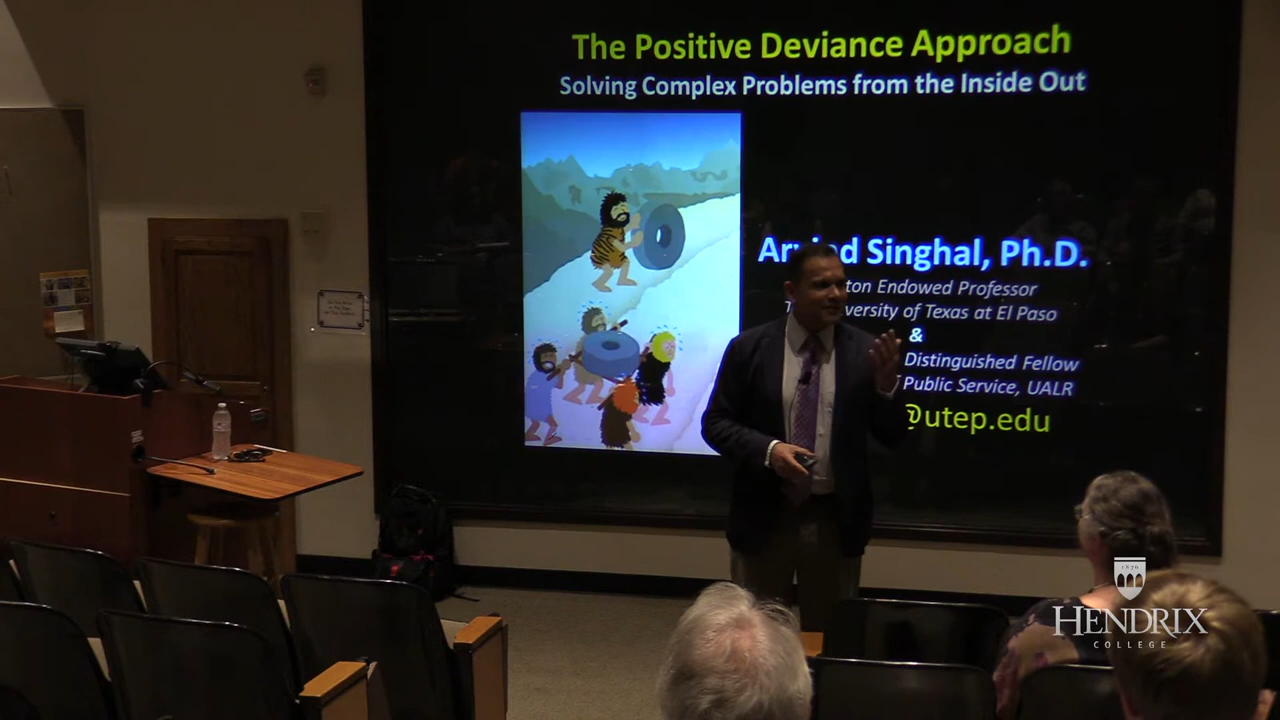 The Positive Deviance Approach
Solving Complex Problems from the Inside Out
Singhal, Ph.D.
Endowed Professor
of Texas at El Paso
&
Distinguished Fellow
Public Service, UALR
@utep.edu
1876
HENDRIX
COLLEGE